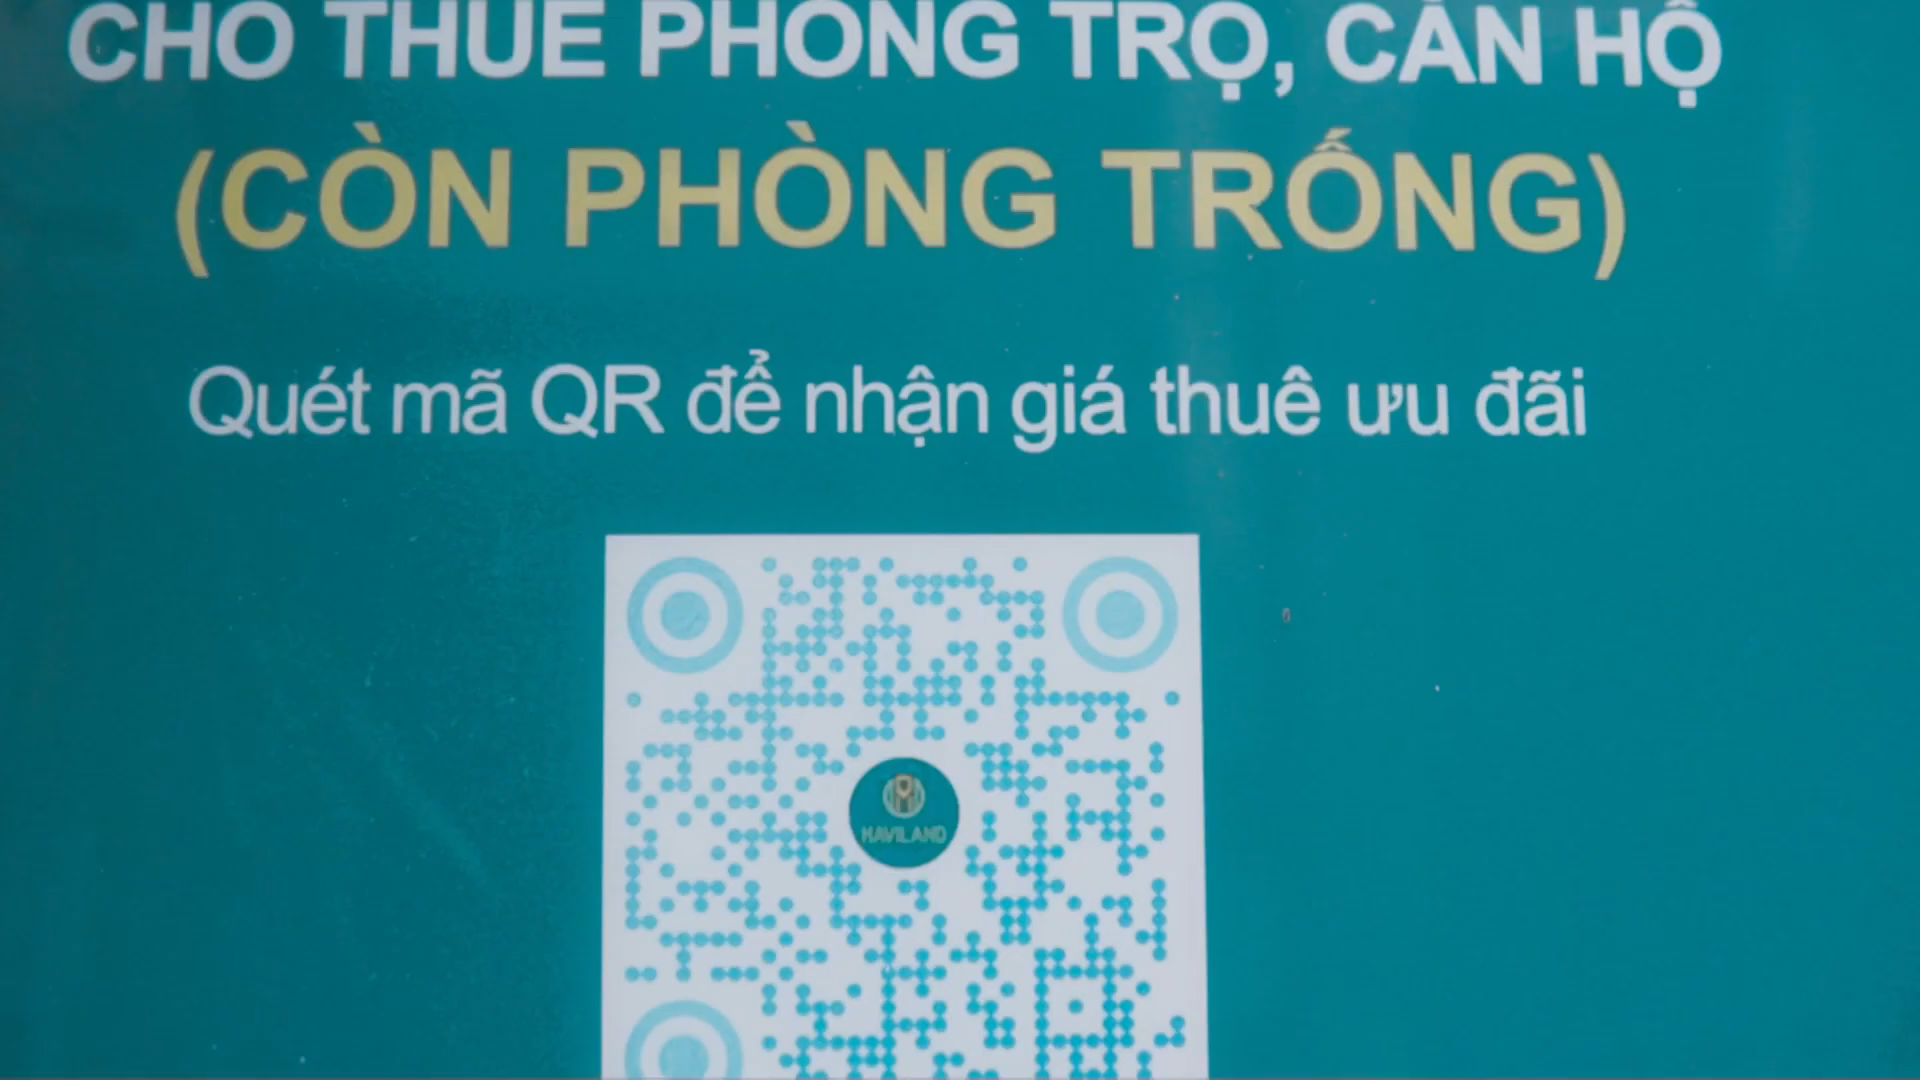 CHO THUÊ PHÒNG TRỌ, CĂN HỘ
(CÒN PHÒNG TRỐNG)
Quét mã QR để nhận giá thuê ưu đãi
HAVILAND